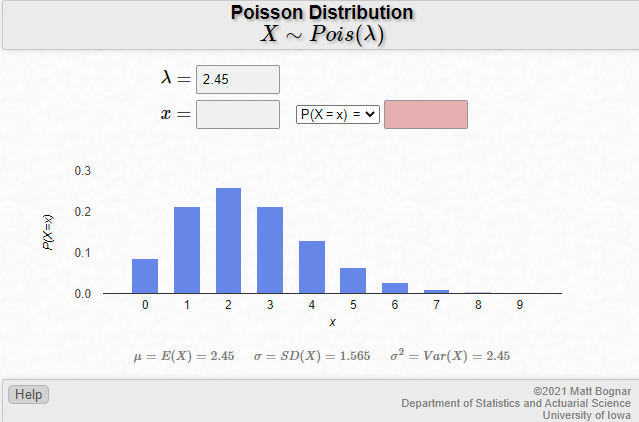 Poisson Distribution
X ∼ Pois(λ)
λ = 2.45
x = P(X = x) =
0.3
0.2
0.1
0.0
P(X=x)
0 1 2 3 4 5 6 7 8 9
x
μ = E(X) = 2.45 σ = SD(X) = 1.565 σ² = Var(X) = 2.45
Help
©2021 Matt Bognar
Department of Statistics and Actuarial Science
University of Iowa